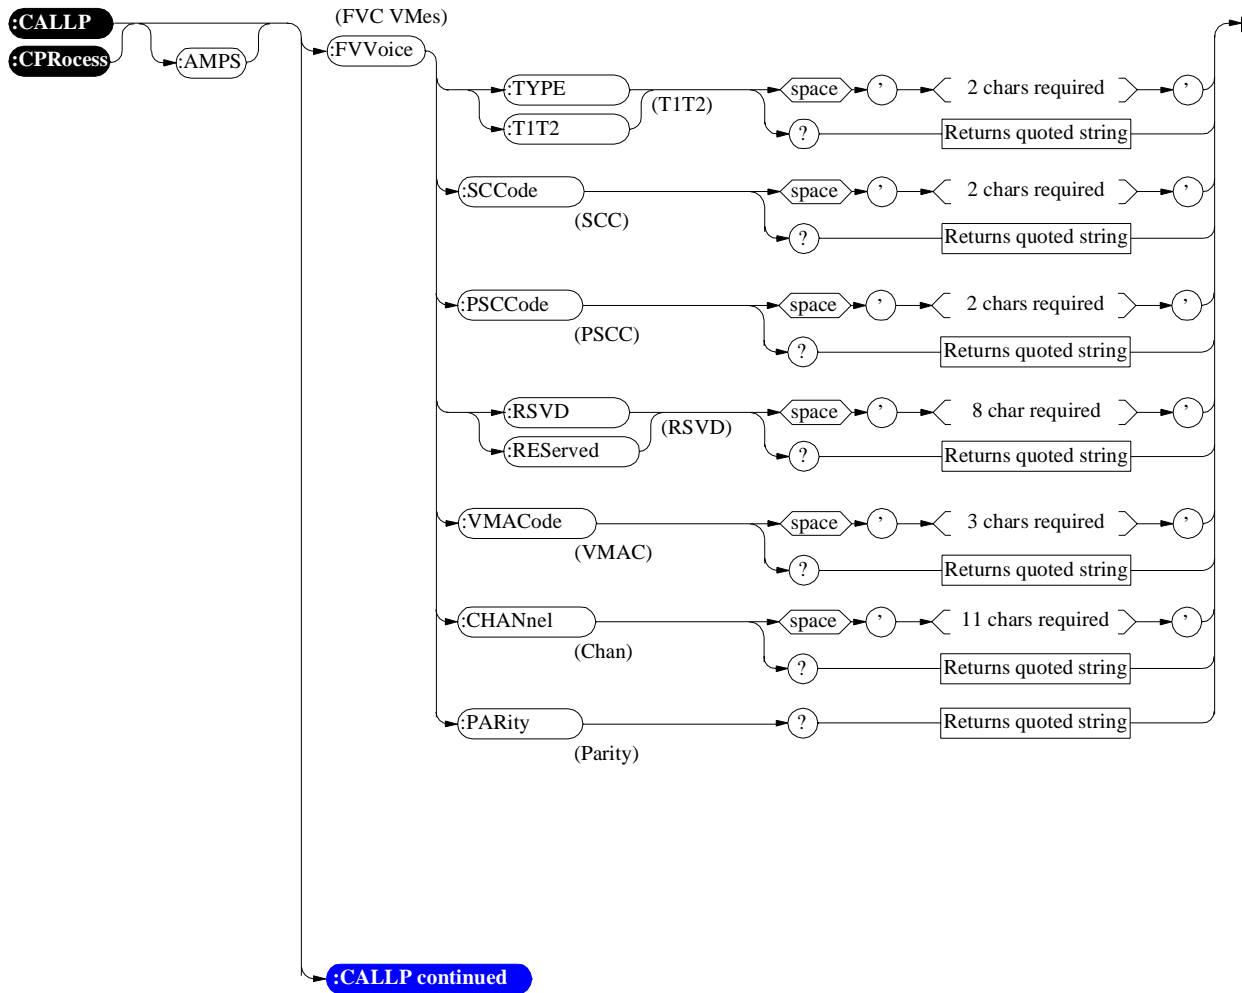 (FVC VMes)
:CALLP
:CPRocess
:AMPS
:FVVoice
:TYPE
:T1T2
(T1T2)
space
’
2 chars required
’
?
Returns quoted string
:SCCode
(SCC)
space
’
2 chars required
’
?
Returns quoted string
:PSCCode
(PSCC)
space
’
2 chars required
’
?
Returns quoted string
:RSVD
:REServed
(RSVD)
space
’
8 char required
’
?
Returns quoted string
:VMACode
(VMAC)
space
’
3 chars required
’
?
Returns quoted string
:CHANnel
(Chan)
space
’
11 chars required
’
?
Returns quoted string
:PARity
(Parity)
?
Returns quoted string
:CALLP continued